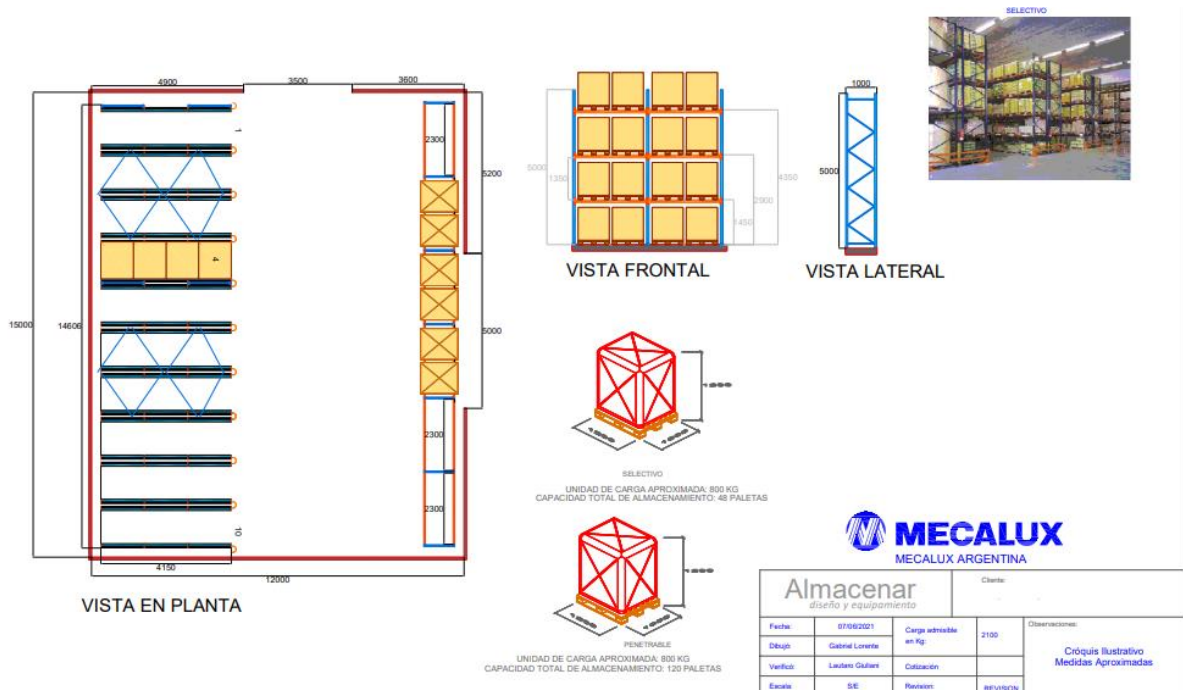 SELECTIVO
4900
3500
3600
1000
1
2300
5200
5000
1350
4350
2900
1450
5000
4
15000
14606
5000
2300
2300
10
4150
12000
VISTA FRONTAL
VISTA LATERAL
VISTA EN PLANTA
SELECTIVO
UNIDAD DE CARGA APROXIMADA: 800 KG
CAPACIDAD TOTAL DE ALMACENAMIENTO: 48 PALETAS
PENETRABLE
UNIDAD DE CARGA APROXIMADA: 800 KG
CAPACIDAD TOTAL DE ALMACENAMIENTO: 120 PALETAS
MECALUX
MECALUX ARGENTINA
Almacenar
diseño y equipamiento
Cliente:
Fecha:
07/06/2021
Carga admisible
en Kg:
2100
Observaciones:
Dibujó:
Gabriel Lorente
Cróquis Ilustrativo
Medidas Aproximadas
Verificó:
Lautaro Giuliani
Cotización
Escala:
S/E
Revision:
REVISION